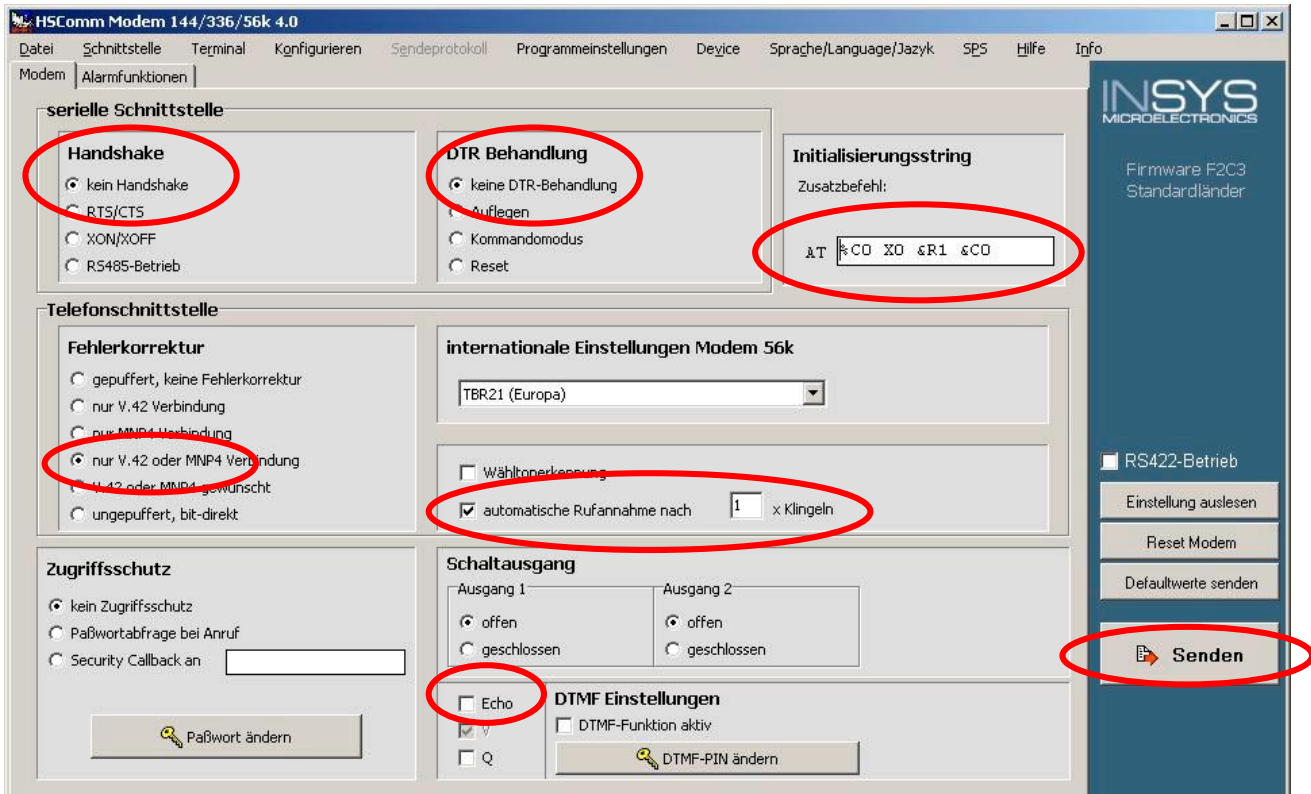 HSComm Modem 144/336/56k 4.0
Datei Schnittstelle Terminal Konfigurieren Sendeprotokoll Programmeinstellungen Device Sprache/Language/Jazyk SPS Hilfe Info
Modem Alarmfunktionen
serielle Schnittstelle
Handshake
kein Handshake
RTS/CTS
XON/XOFF
RS485-Betrieb
DTR Behandlung
keine DTR-Behandlung
Auflegen
Kommandomodus
Reset
Initialisierungsstring
Zusatzbefehl:
AT %C0 X0 &R1 &C0
Telefonschnittstelle
Fehlerkorrektur
gepuffert, keine Fehlerkorrektur
nur V.42 Verbindung
nur MNP4 Verbindung
nur V.42 oder MNP4 Verbindung
V.42 oder MNP4 gewünscht
ungepuffert, bit-direkt
internationale Einstellungen Modem 56k
TBR21 (Europa)
Wähltonerkennung
automatische Rufannahme nach 1 x Klingeln
Zugriffsschutz
kein Zugriffsschutz
Paßwortabfrage bei Anruf
Security Callback an
Paßwort ändern
Schaltausgang
Ausgang 1
offen
geschlossen
Ausgang 2
offen
geschlossen
Echo
V
Q
DTMF Einstellungen
DTMF-Funktion aktiv
DTMF-PIN ändern
INSYS
MICROELECTRONICS
Firmware F2C3
Standardländer
RS422-Betrieb
Einstellung auslesen
Reset Modem
Defaultwerte senden
Senden